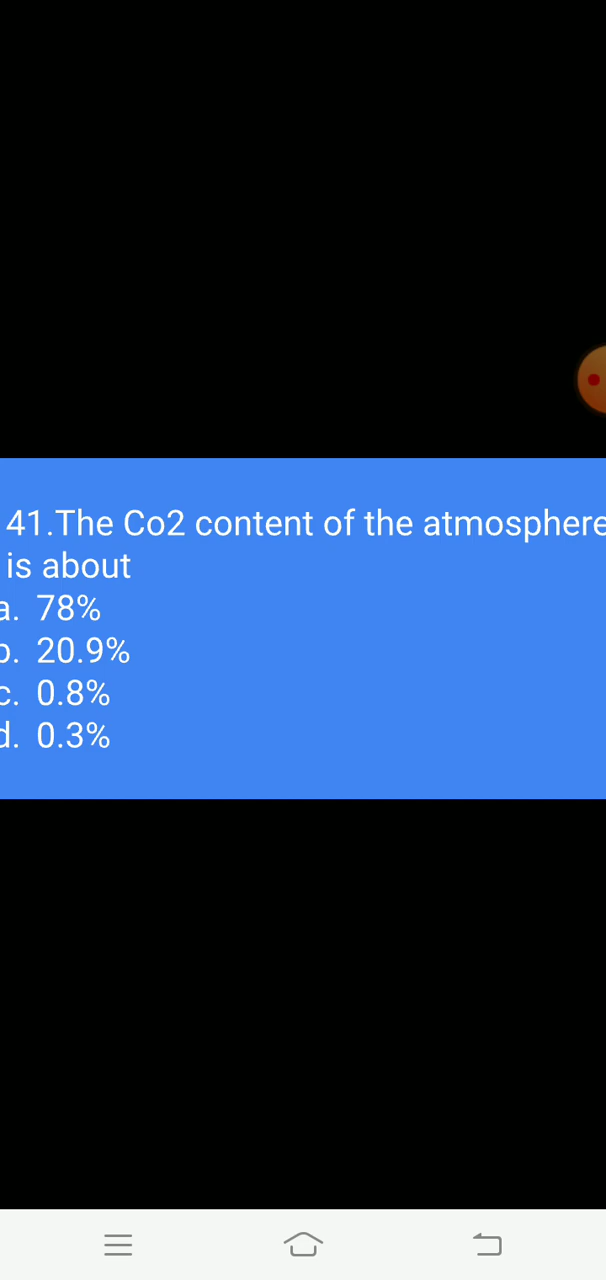 41.The Co2 content of the atmosphere
is about
a. 78%
b. 20.9%
c. 0.8%
d. 0.3%